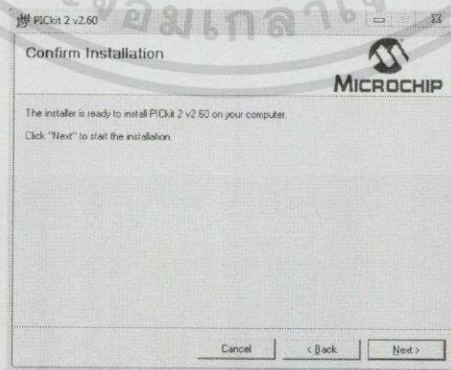 PICkit 2 v2.60
Confirm Installation
MICROCHIP
The installer is ready to install PICkit 2 v2.60 on your computer.
Click "Next" to start the installation.
Cancel
< Back
Next >